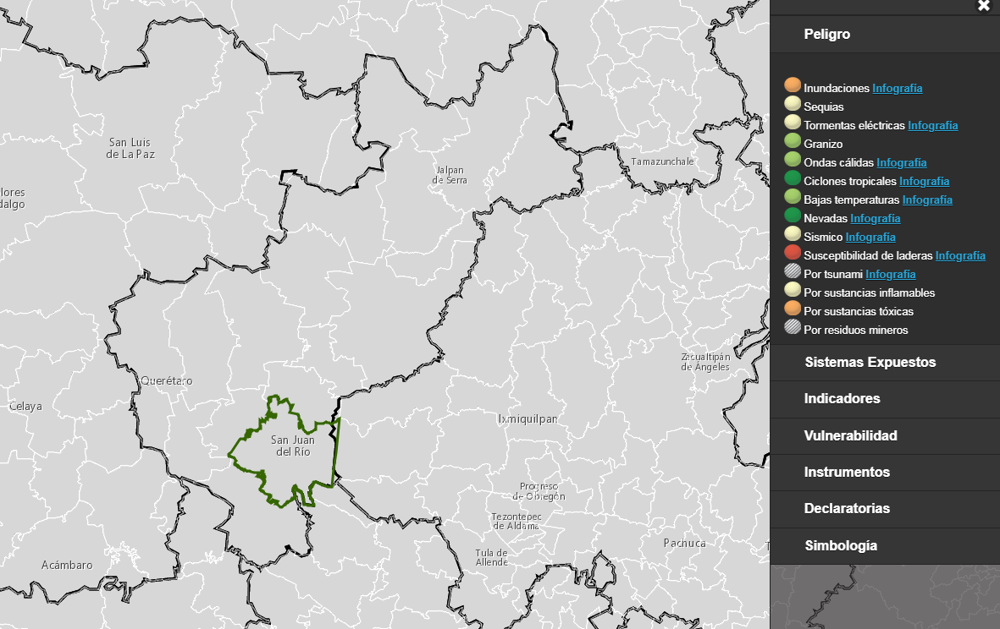 San Luis
de La Paz
Jalpan
de Serra
Tamazunchale
lores
dalgo
Querétaro
Celaya
San Juan
del Río
Ixmiquilpan
Zacualtipán
de Ángeles
Progreso
de Obregón
Tezontepec
de Aldama
Tula de
Allende
Pachuca
T
Acámbaro
Peligro
Inundaciones Infografía
Sequias
Tormentas eléctricas Infografía
Granizo
Ondas cálidas Infografía
Ciclones tropicales Infografía
Bajas temperaturas Infografía
Nevadas Infografía
Sismico Infografía
Susceptibilidad de laderas Infografía
Por tsunami Infografía
Por sustancias inflamables
Por sustancias tóxicas
Por residuos mineros
Sistemas Expuestos
Indicadores
Vulnerabilidad
Instrumentos
Declaratorias
Simbología